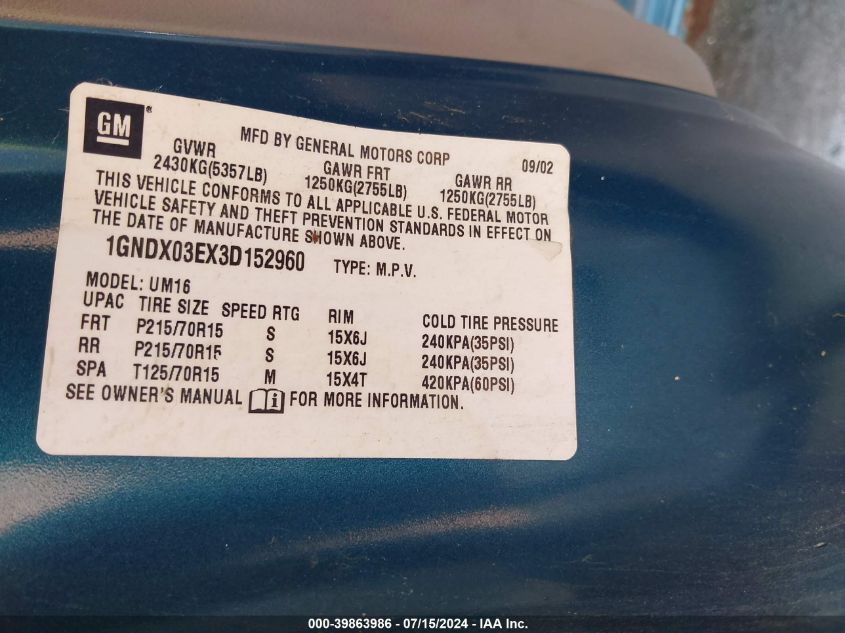 GM®
MFD BY GENERAL MOTORS CORP 09/02
GVWR GAWR FRT GAWR RR
2430KG(5357LB) 1250KG(2755LB) 1250KG(2755LB)
THIS VEHICLE CONFORMS TO ALL APPLICABLE U.S. FEDERAL MOTOR
VEHICLE SAFETY AND THEFT PREVENTION STANDARDS IN EFFECT ON
THE DATE OF MANUFACTURE SHOWN ABOVE.
1GNDX03EX3D152960 TYPE: M.P.V.
MODEL: UM16
UPAC TIRE SIZE SPEED RTG RIM COLD TIRE PRESSURE
FRT P215/70R15 S 15X6J 240KPA(35PSI)
RR P215/70R15 S 15X6J 240KPA(35PSI)
SPA T125/70R15 M 15X4T 420KPA(60PSI)
SEE OWNER'S MANUAL i FOR MORE INFORMATION.
000-39863986 - 07/15/2024 - IAA Inc.